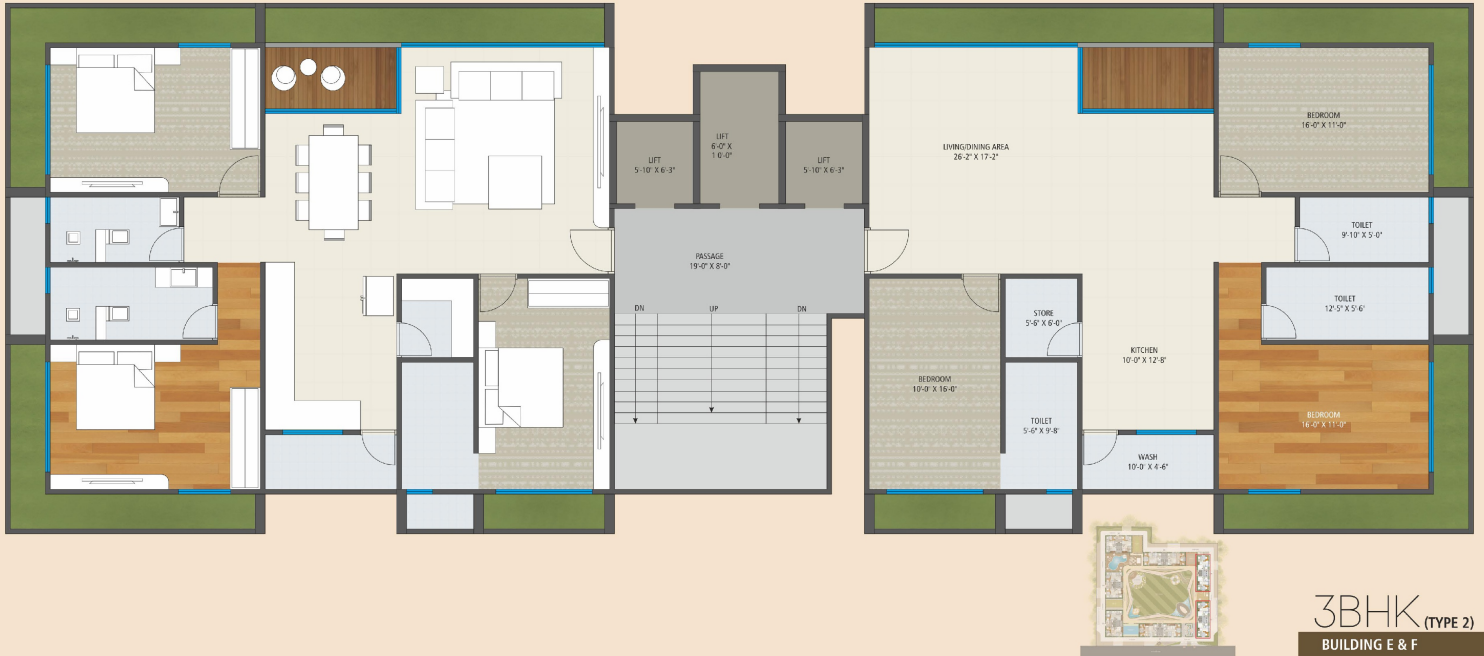 LIFT
5'-10" X 6'-3"
LIFT
6'-0" X
1 0'-0"
LIFT
5'-10" X 6'-3"
PASSAGE
19'-0" X 8'-0"
DN
UP
DN
LIVING/DINING AREA
26'-2" X 17'-2"
BEDROOM
16'-0" X 11'-0"
TOILET
9'-10" X 5'-0"
TOILET
12'-5" X 5'-6"
STORE
5'-6" X 6'-0"
KITCHEN
10'-0" X 12'-8"
BEDROOM
10'-0" X 16'-0"
TOILET
5'-6" X 9'-8"
BEDROOM
16'-0" X 11'-0"
WASH
10'-0" X 4'-6"
3BHK (TYPE 2)
BUILDING E & F